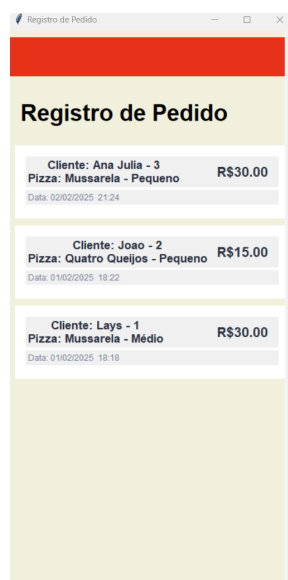 Registro de Pedido
Registro de Pedido
Cliente: Ana Julia - 3
Pizza: Mussarela - Pequeno
R$30.00
Data: 02/02/2025 21:24
Cliente: Joao - 2
Pizza: Quatro Queijos - Pequeno
R$15.00
Data: 01/02/2025 18:22
Cliente: Lays - 1
Pizza: Mussarela - Médio
R$30.00
Data: 01/02/2025 18:18